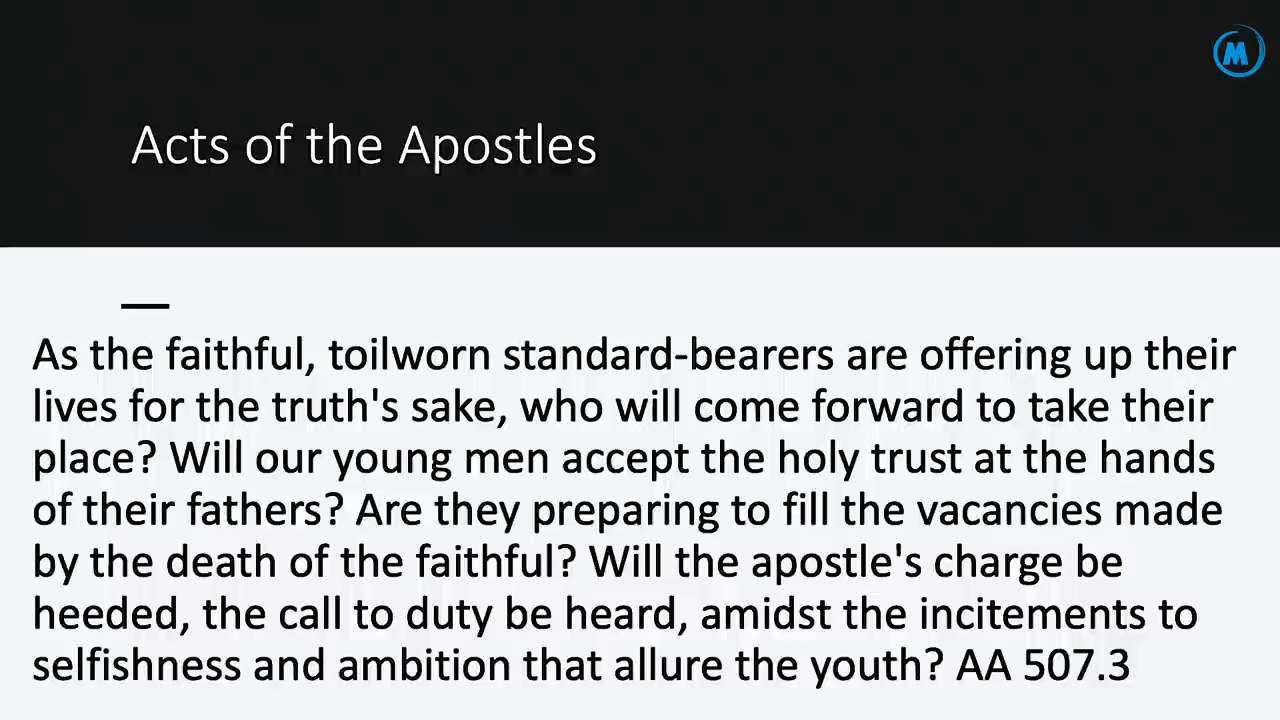 M
Acts of the Apostles
As the faithful, toilworn standard-bearers are offering up their
lives for the truth's sake, who will come forward to take their
place? Will our young men accept the holy trust at the hands
of their fathers? Are they preparing to fill the vacancies made
by the death of the faithful? Will the apostle's charge be
heeded, the call to duty be heard, amidst the incitements to
selfishness and ambition that allure the youth? AA 507.3